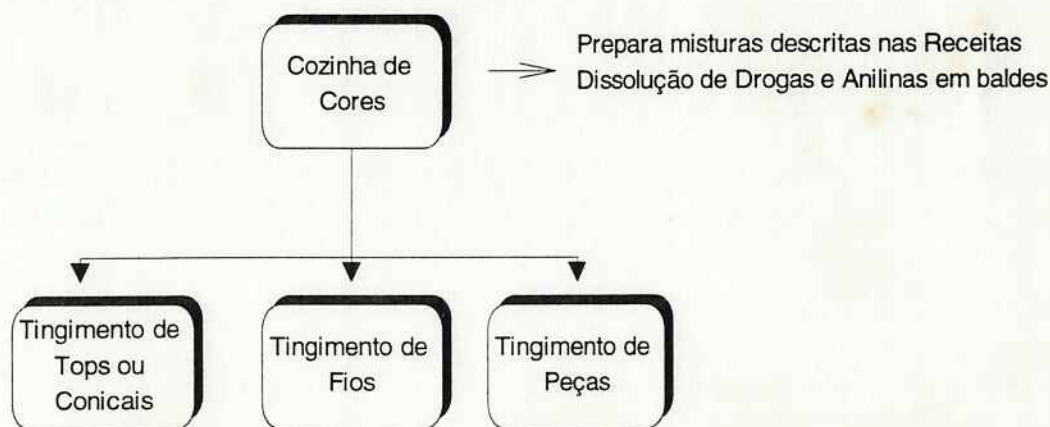 Cozinha de
Cores
Prepara misturas descritas nas Receitas
Dissolução de Drogas e Anilinas em baldes
Tingimento de
Tops ou
Conicais
Tingimento de
Fios
Tingimento de
Peças